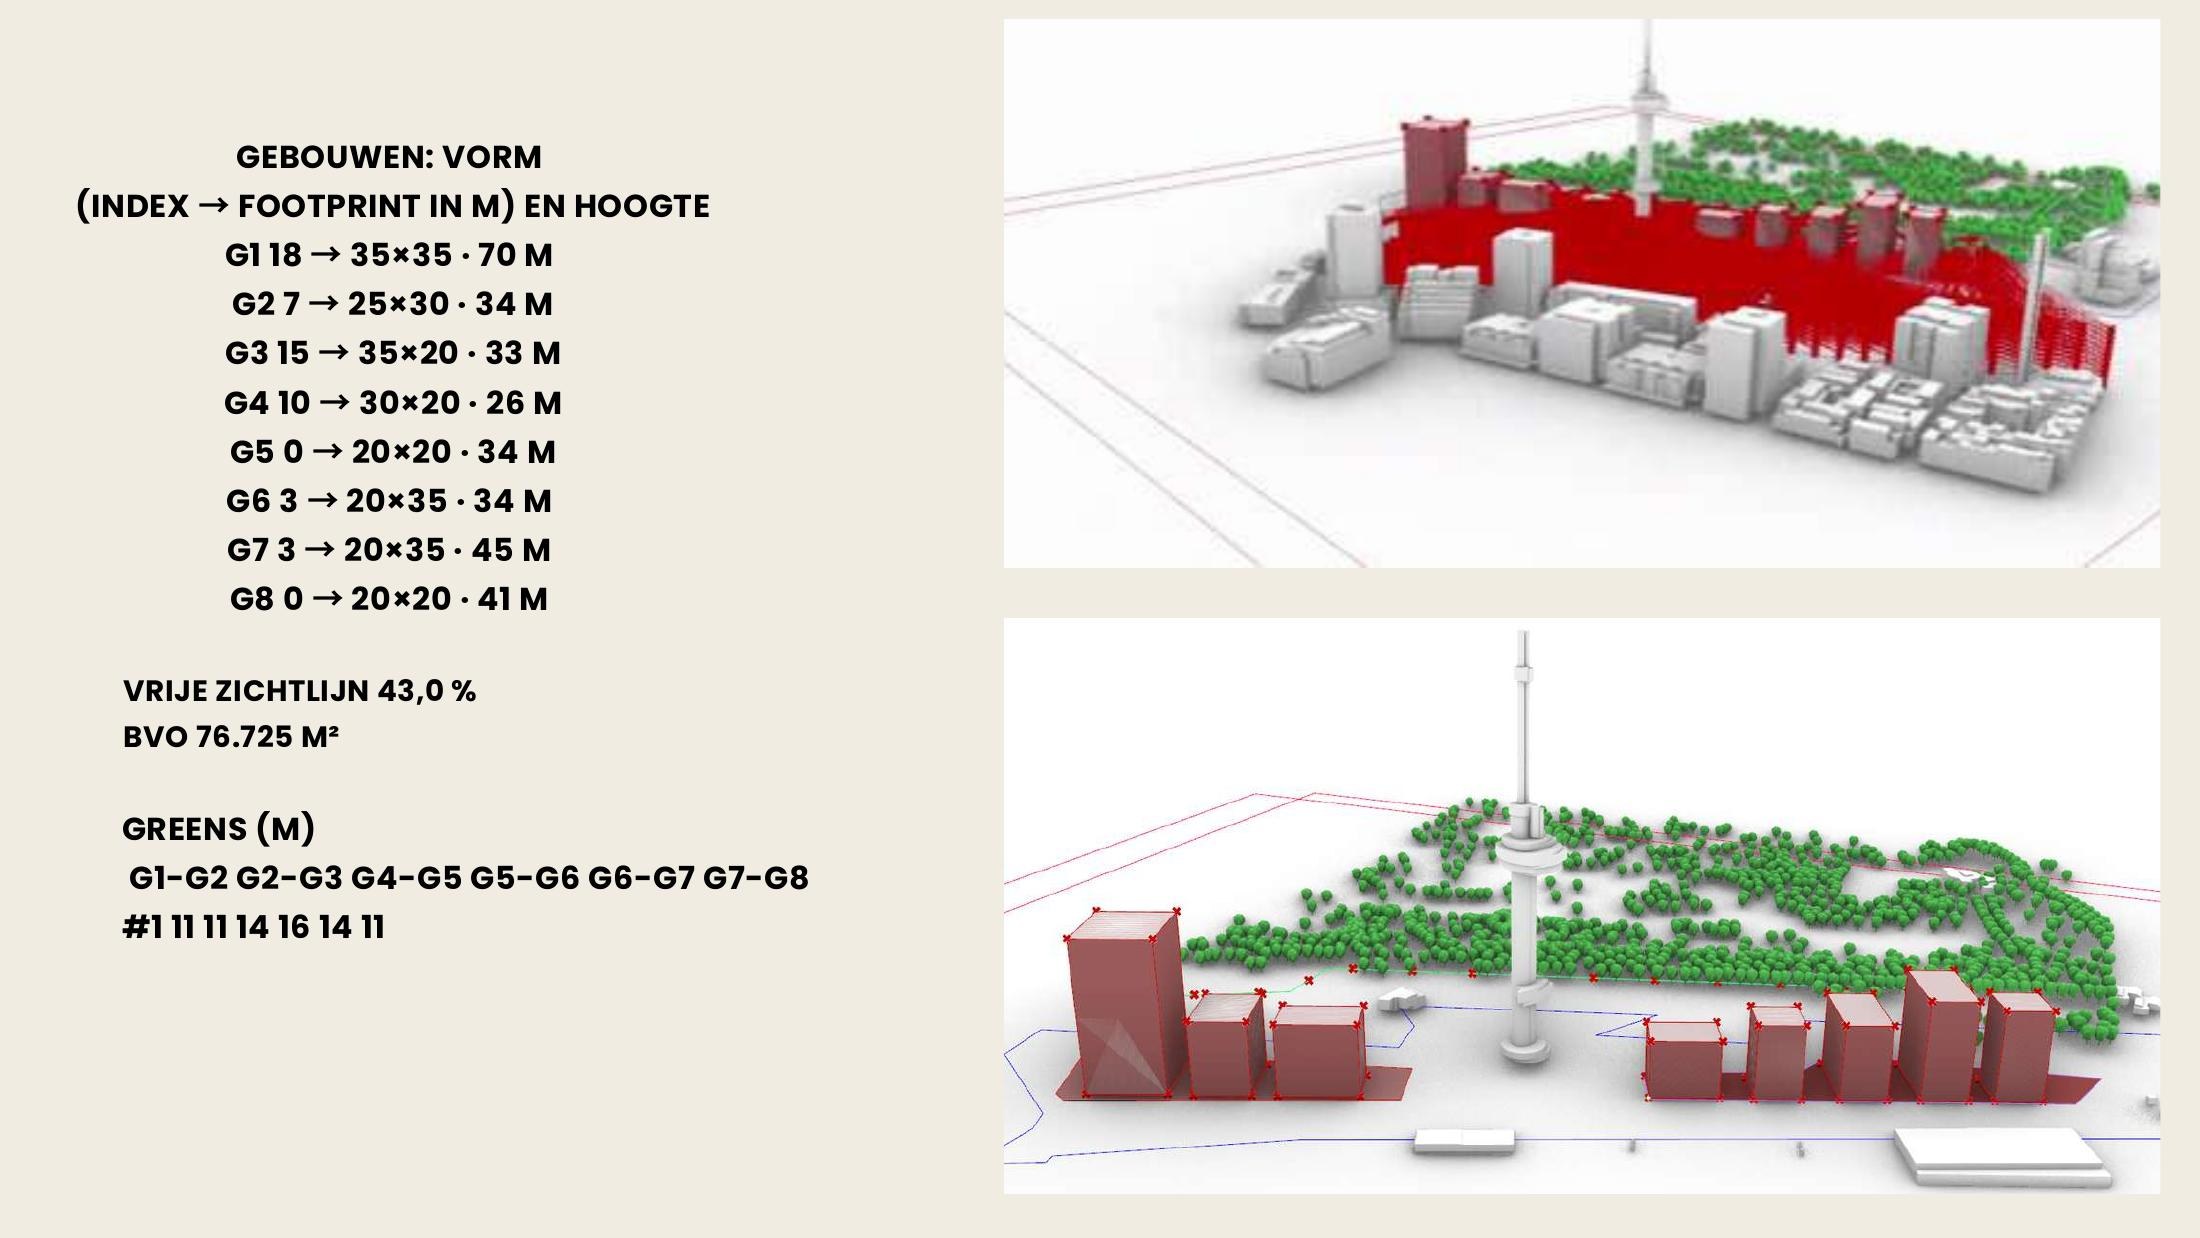 GEBOUWEN: VORM
(INDEX → FOOTPRINT IN M) EN HOOGTE
G1 18 → 35×35 · 70 M
G2 7 → 25×30 · 34 M
G3 15 → 35×20 · 33 M
G4 10 → 30×20 · 26 M
G5 0 → 20×20 · 34 M
G6 3 → 20×35 · 34 M
G7 3 → 20×35 · 45 M
G8 0 → 20×20 · 41 M
VRIJE ZICHTLIJN 43,0 %
BVO 76.725 M²
GREENS (M)
G1-G2 G2-G3 G4-G5 G5-G6 G6-G7 G7-G8
#1 11 11 14 16 14 11